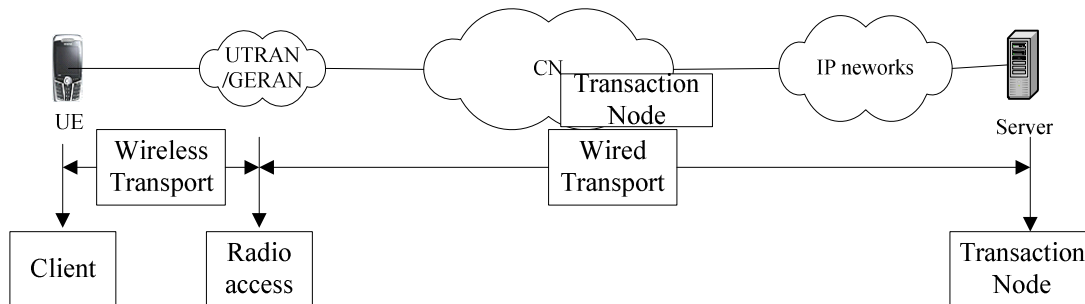 UTRAN
/GERAN
CN
Transaction
Node
IP neworks
UE
Server
Wireless
Transport
Wired
Transport
Client
Radio
access
Transaction
Node